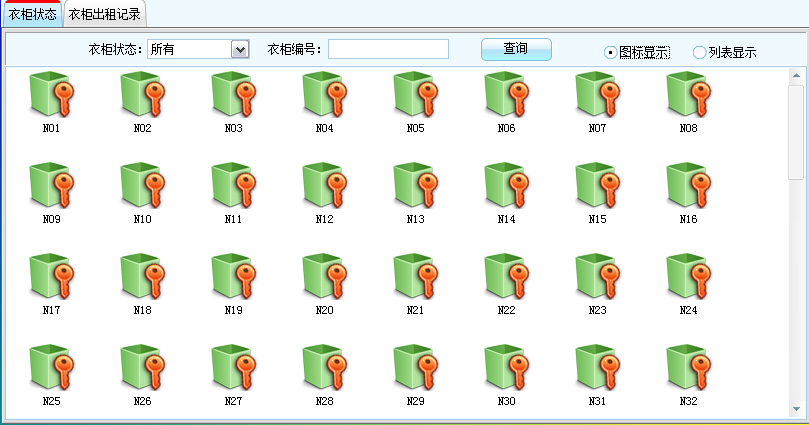 衣柜状态 衣柜出租记录
衣柜状态: 所有 衣柜编号: 查询 图标显示 列表显示
N01 N02 N03 N04 N05 N06 N07 N08
N09 N10 N11 N12 N13 N14 N15 N16
N17 N18 N19 N20 N21 N22 N23 N24
N25 N26 N27 N28 N29 N30 N31 N32